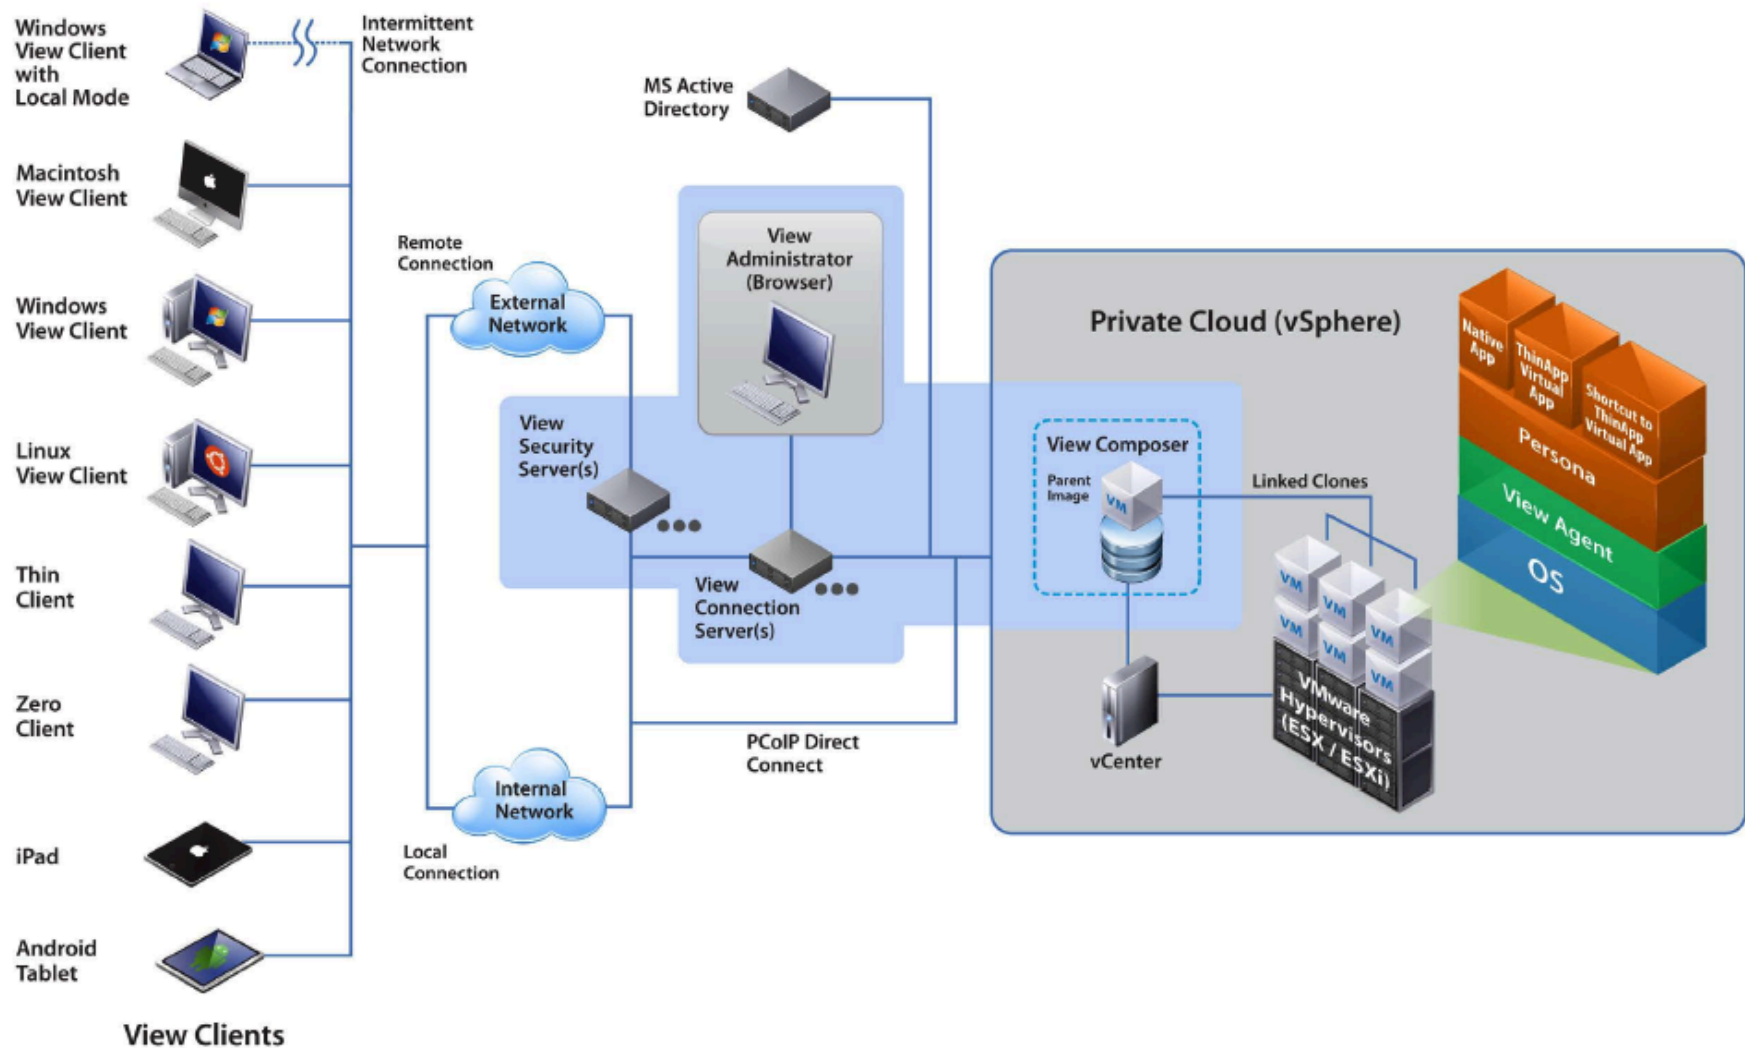 Windows
View Client
with
Local Mode
Intermittent
Network
Connection
Macintosh
View Client
Windows
View Client
Linux
View Client
Thin
Client
Zero
Client
iPad
Android
Tablet
View Clients
Remote
Connection
External
Network
Internal
Network
Local
Connection
MS Active
Directory
View
Administrator
(Browser)
View
Security
Server(s)
View
Connection
Server(s)
PCoIP Direct
Connect
Private Cloud (vSphere)
View Composer
Parent
Image
VM
Linked Clones
vCenter
VM
VM
VM
VM
VM
VM
VMware
Hypervisors
(ESX / ESXi)
Native
App
ThinApp
Virtual
App
Shortcut to
ThinApp
Virtual App
Persona
View Agent
OS